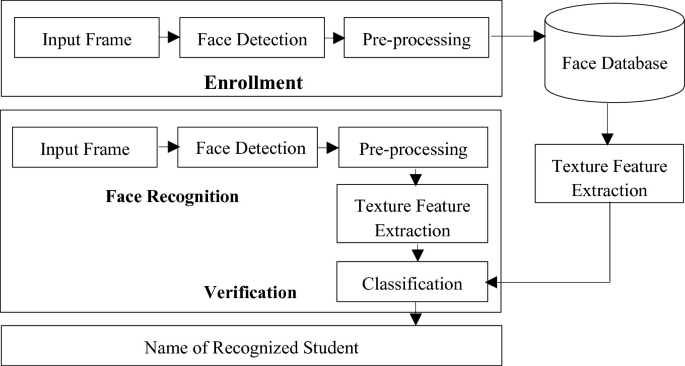 Input Frame
Face Detection
Pre-processing
Enrollment
Face Database
Input Frame
Face Detection
Pre-processing
Face Recognition
Texture Feature
Extraction
Texture Feature
Extraction
Verification
Classification
Name of Recognized Student